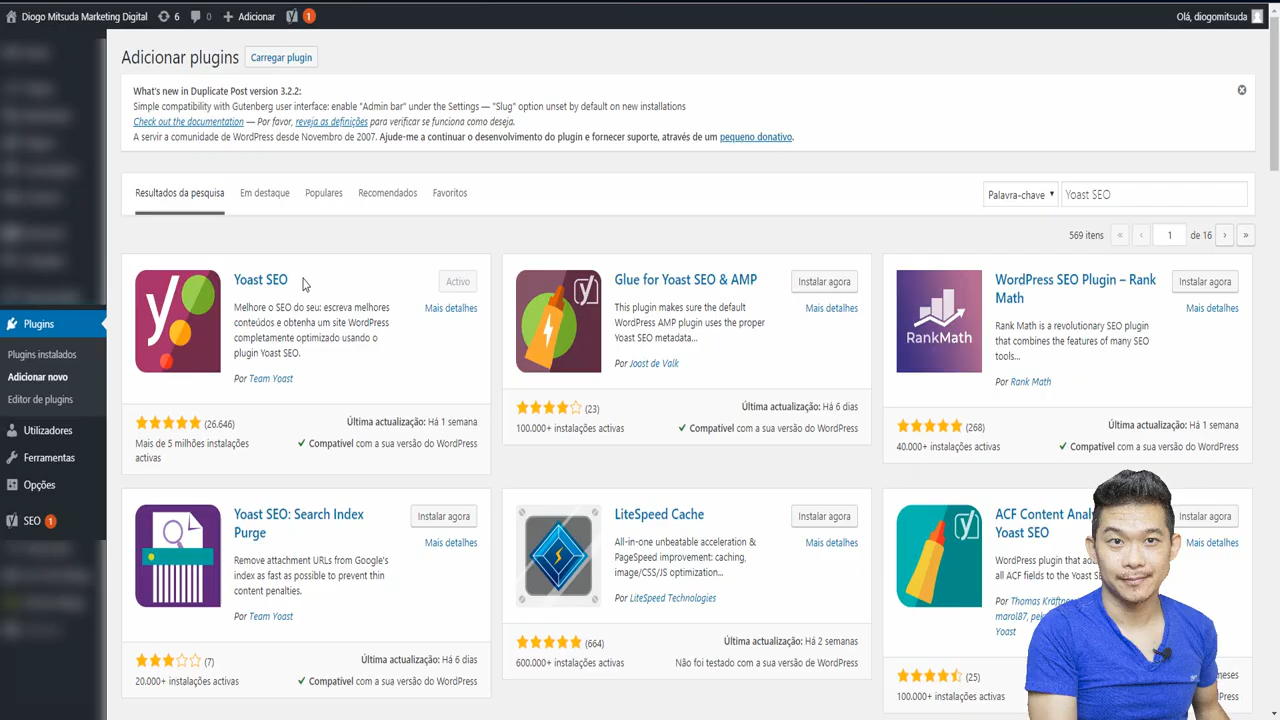 Diogo Mitsuda Marketing Digital 6 0 Adicionar 1 Olá, diogomitsuda
Adicionar plugins Carregar plugin
What's new in Duplicate Post version 3.2.2:
Simple compatibility with Gutenberg user interface: enable "Admin bar" under the Settings — "Slug" option unset by default on new installations
Check out the documentation — Por favor, reveja as definições para verificar se funciona como deseja.
A servir a comunidade de WordPress desde Novembro de 2007. Ajude-me a continuar o desenvolvimento do plugin e fornecer suporte, através de um pequeno donativo.
Resultados da pesquisa Em destaque Populares Recomendados Favoritos Palavra-chave Yoast SEO
569 itens « ‹ 1 de 16 › »
Plugins
Plugins instalados
Adicionar novo
Editor de plugins
Utilizadores
Ferramentas
Opções
SEO 1
Yoast SEO
Activo
Mais detalhes
Melhore o SEO do seu: escreva melhores
conteúdos e obtenha um site WordPress
completamente optimizado usando o
plugin Yoast SEO.
Por Team Yoast
(26.646)
Mais de 5 milhões instalações
activas
Última actualização: Há 1 semana
Compatível com a sua versão do WordPress
Glue for Yoast SEO & AMP
Instalar agora
Mais detalhes
This plugin makes sure the default
WordPress AMP plugin uses the proper
Yoast SEO metadata...
Por Joost de Valk
(23)
100.000+ instalações activas
Última actualização: Há 6 dias
Compatível com a sua versão do WordPress
RankMath
WordPress SEO Plugin – Rank
Math
Instalar agora
Mais detalhes
Rank Math is a revolutionary SEO plugin
that combines the features of many SEO
tools...
Por Rank Math
(268)
40.000+ instalações activas
Última actualização: Há 1 semana
Compatível com a sua versão do WordPress
Yoast SEO: Search Index
Purge
Instalar agora
Mais detalhes
Remove attachment URLs from Google's
index as fast as possible to prevent thin
content penalties.
Por Team Yoast
(7)
20.000+ instalações activas
Última actualização: Há 6 dias
Compatível com a sua versão do WordPress
LiteSpeed Cache
Instalar agora
Mais detalhes
All-in-one unbeatable acceleration &
PageSpeed improvement: caching,
image/CSS/JS optimization...
Por LiteSpeed Technologies
(664)
600.000+ instalações activas
Última actualização: Há 2 semanas
Não foi testado com a sua versão do WordPress
ACF Content
Yoast SEO
Instalar agora
Mais detalhes
WordPress plugin that
all ACF fields to the
Por Thomas
marol87,
Yoast
(25)
100.000+ instalações activas